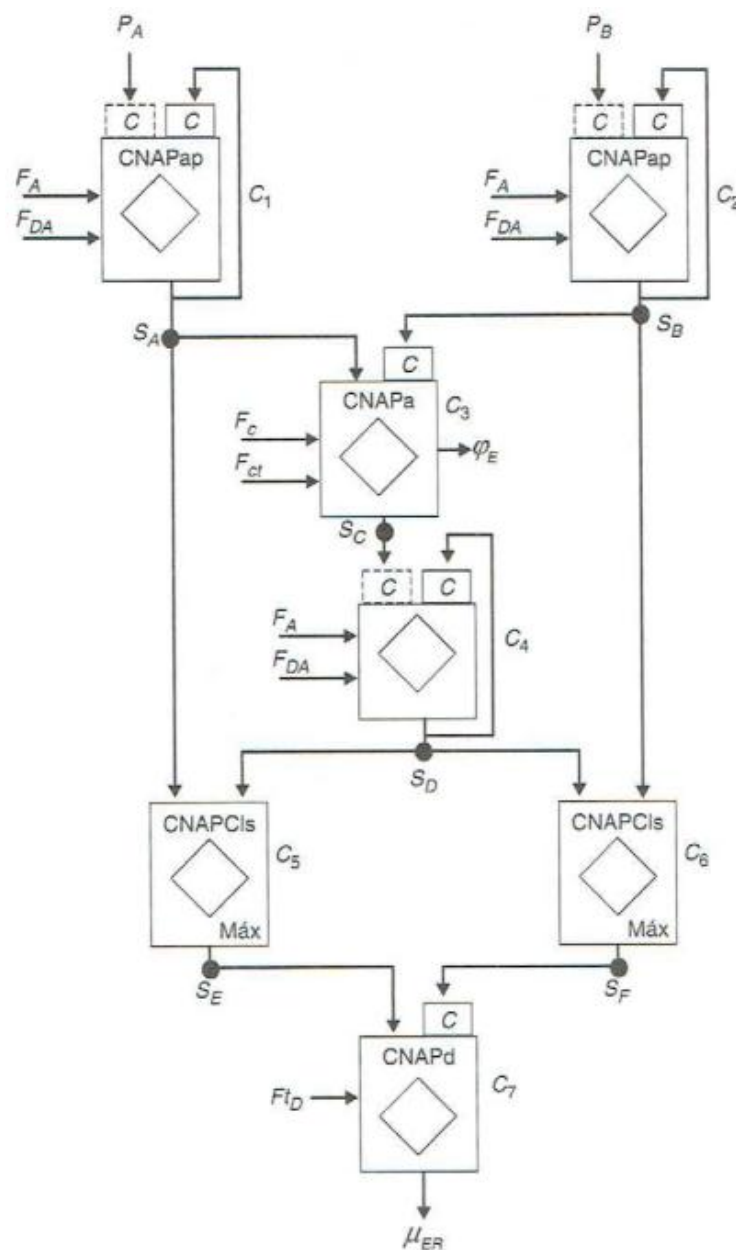 P_A P_B
C C C C
CNAPap CNAPap
F_A C_1 F_A C_2
F_DA F_DA
S_A S_B
C
CNAPa
C_3
F_c
φ_E
F_ct
S_C
C C
F_A
C_4
F_DA
S_D
CNAPCls CNAPCls
C_5 C_6
Máx Máx
S_E S_F
C
CNAPd
C_7
Ft_D
μ_ER